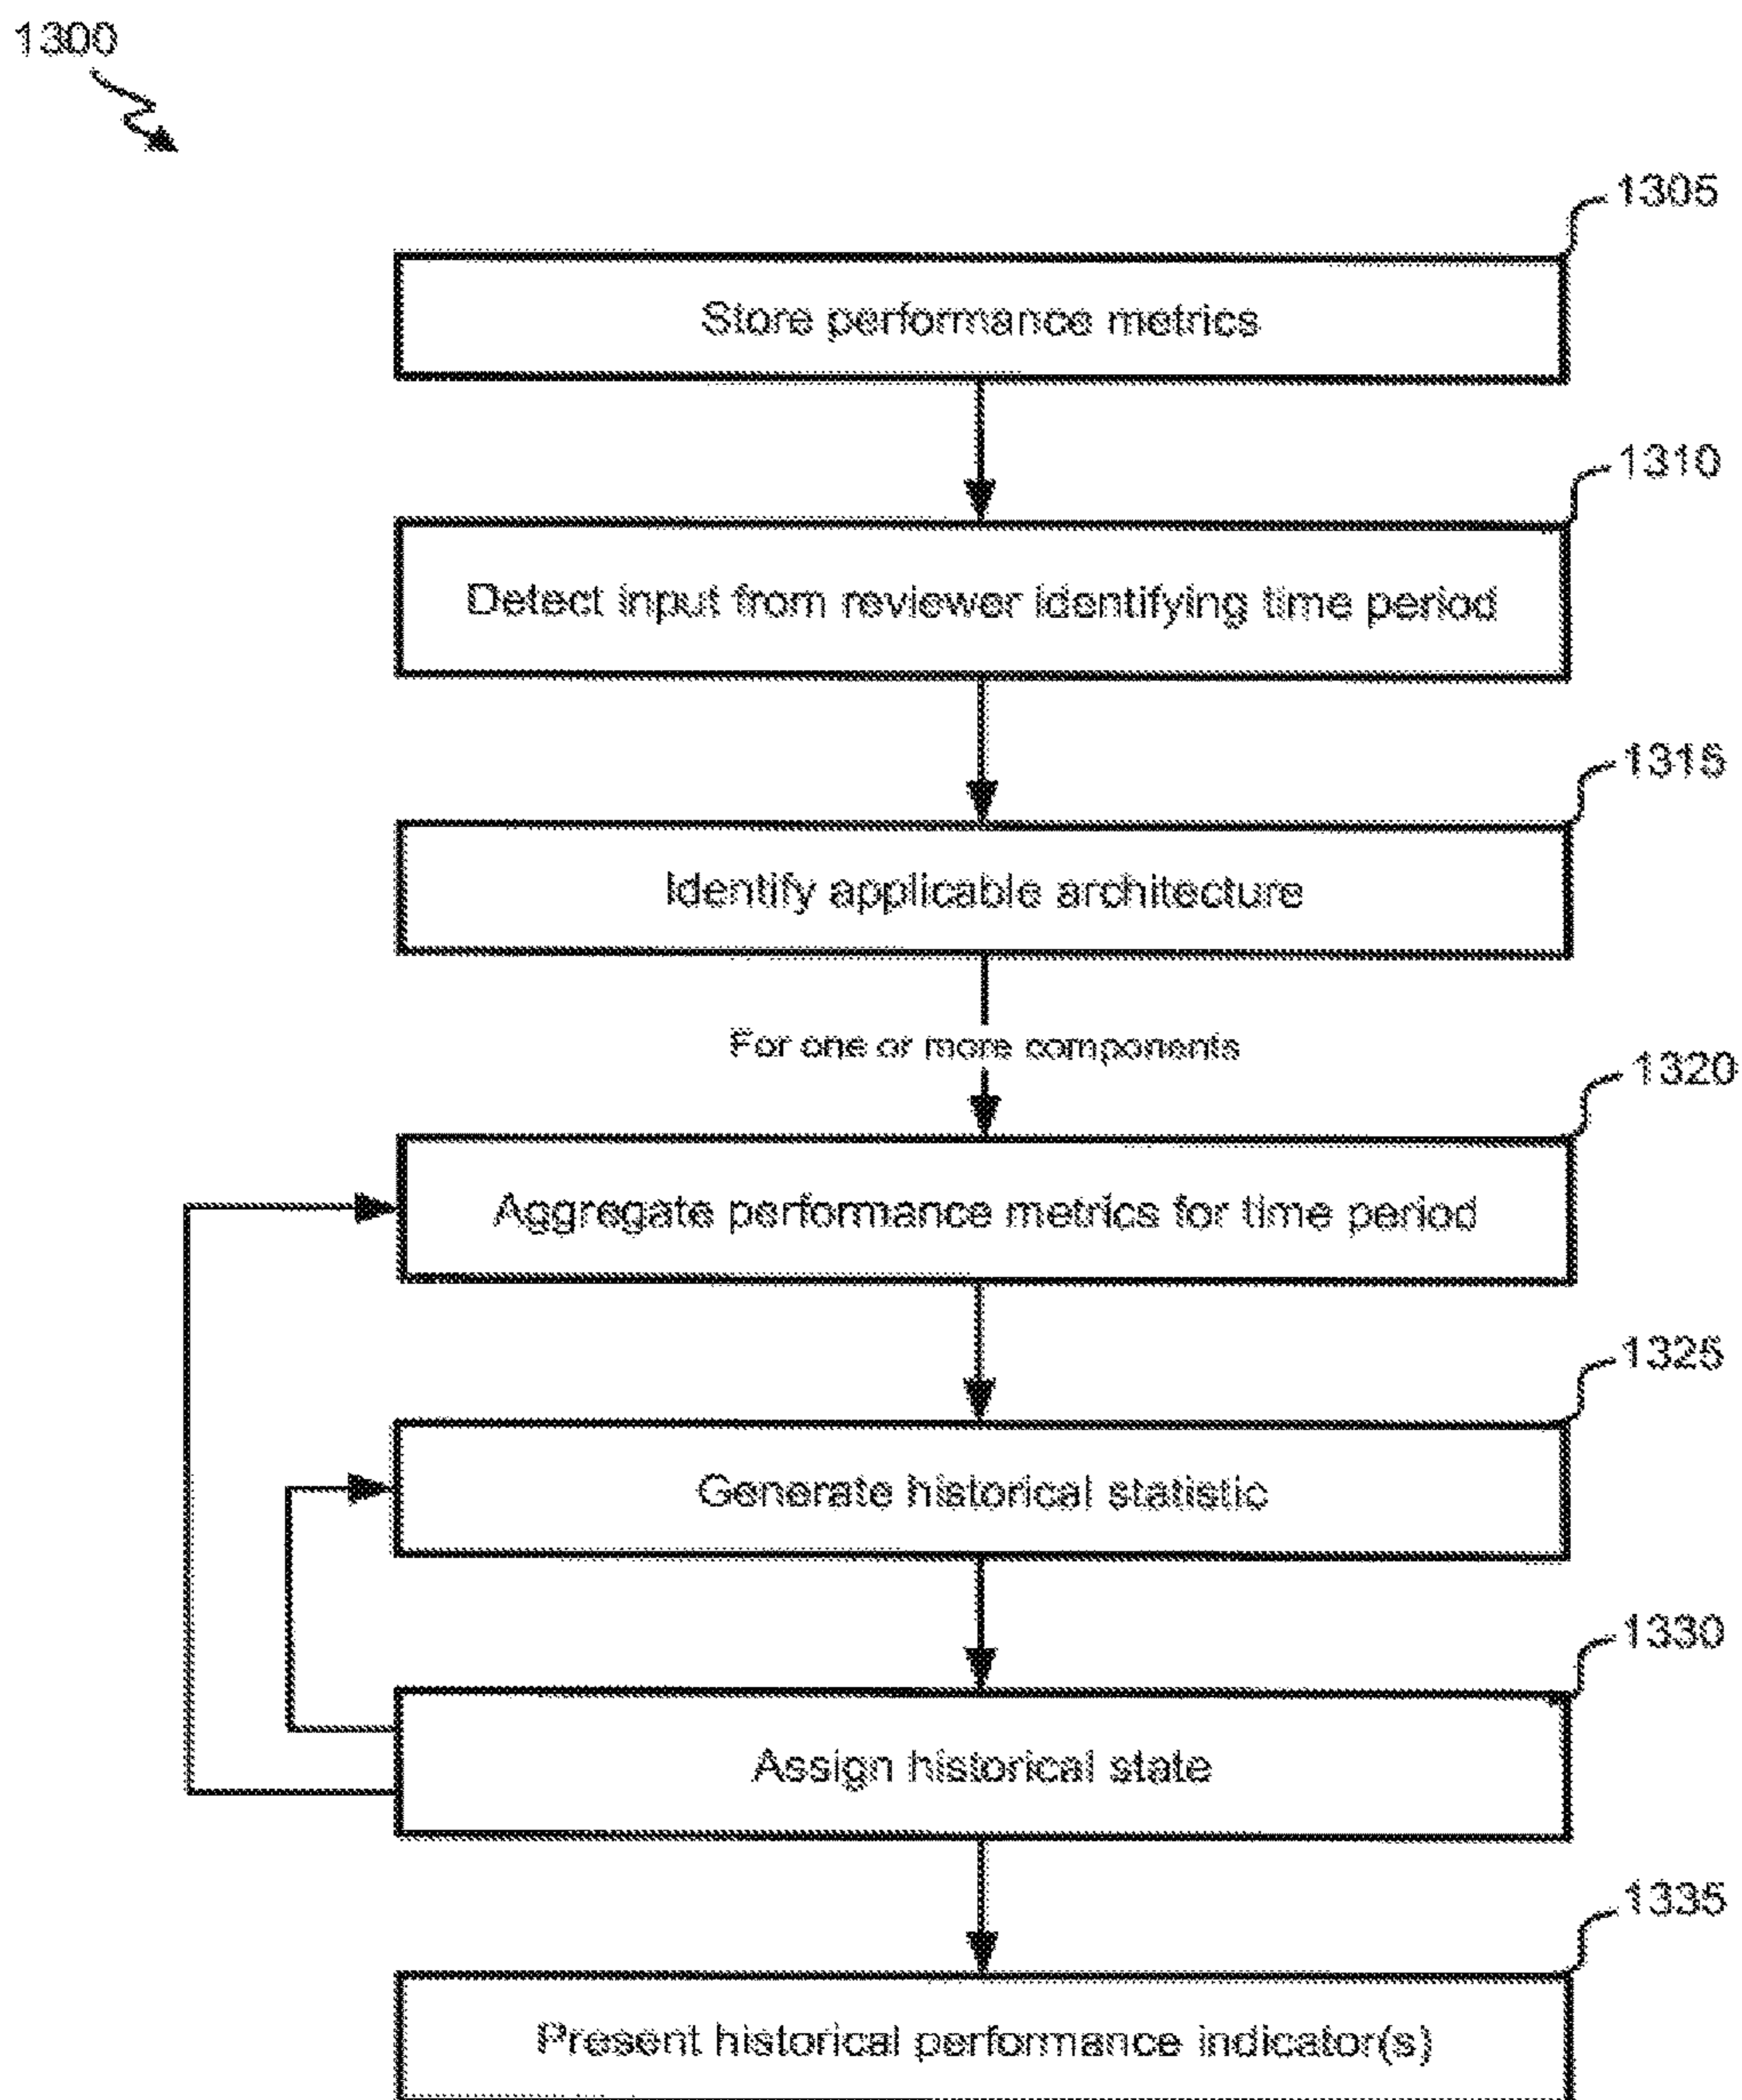 1300
1305
Store performance metrics
1310
Detect input from reviewer identifying time period
1315
Identify applicable architecture
For one or more components
1320
Aggregate performance metrics for time period
1325
Generate historical statistic
1330
Assign historical state
1335
Present historical performance indicator(s)